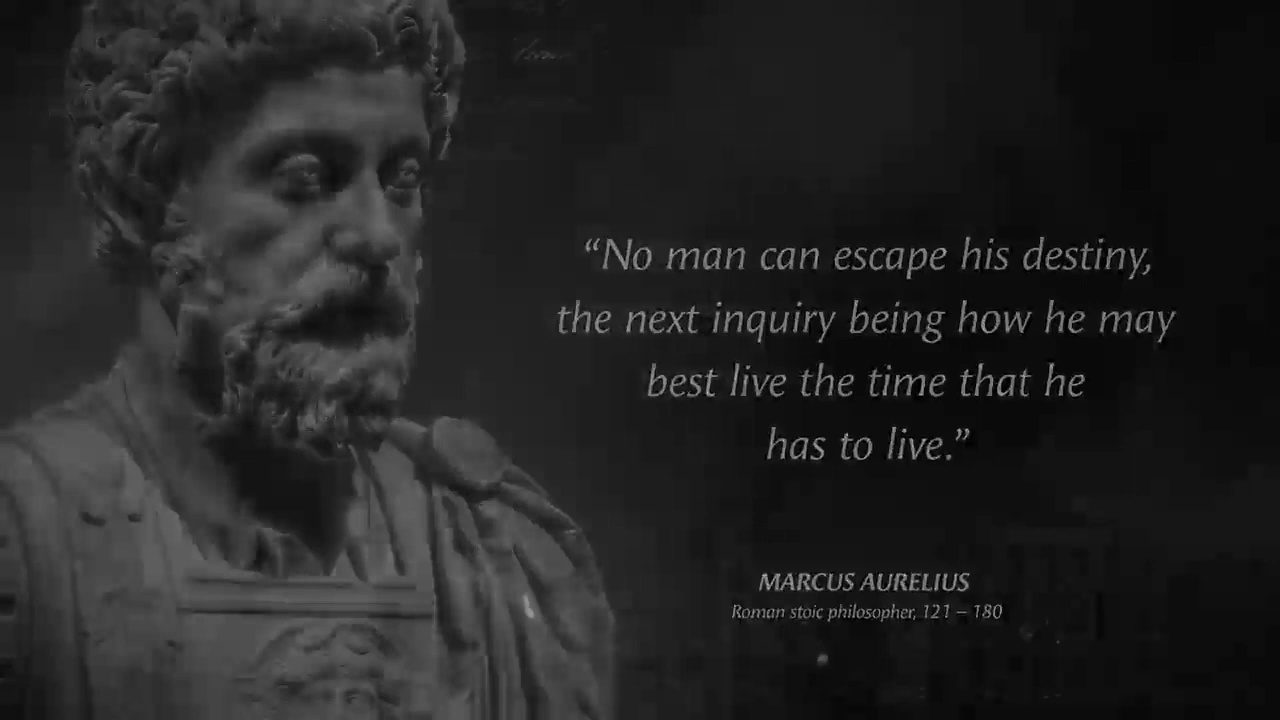 “No man can escape his destiny,
the next inquiry being how he may
best live the time that he
has to live.”
MARCUS AURELIUS
Roman stoic philosopher, 121 – 180